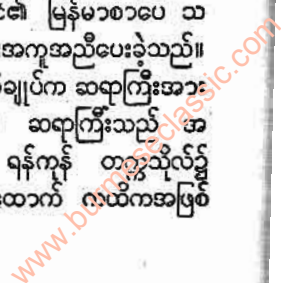 ၏ မြန်မာစာပေ သ
အကူအညီပေးခဲ့သည်။
ချုပ်က ဆရာကြီးအား
ဆရာကြီးသည် အ
ရန်ကုန် တက္ကသိုလ်၌
ထောက် ကထိကအဖြစ်
www.burmeseclassic.com